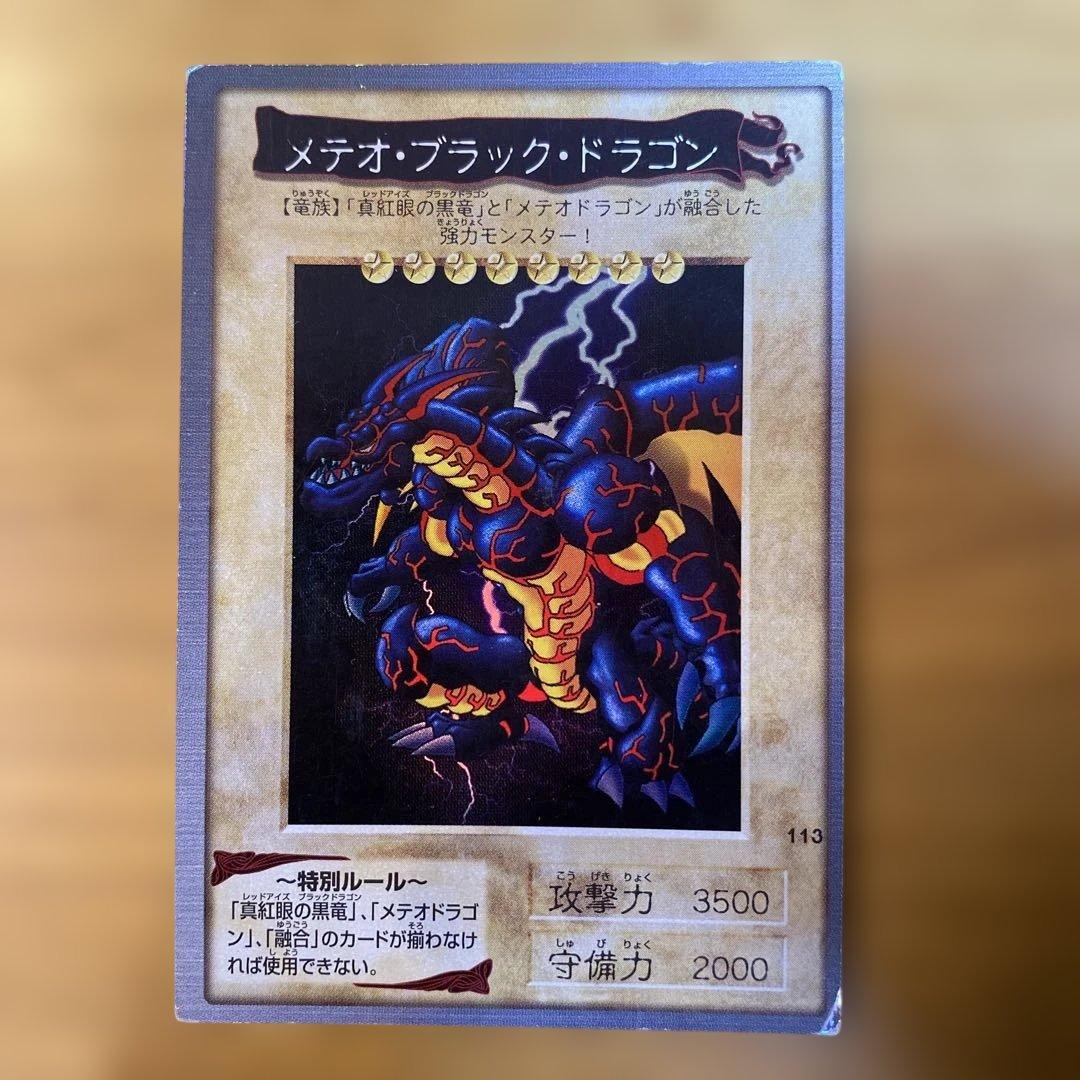 メテオ・ブラック・ドラゴン
りゅうぞく レッドアイズ ブラックドラゴン ゆうごう
【竜族】「真紅眼の黒竜」と「メテオドラゴン」が融合した
きょうりょく
強力モンスター！
113
～特別ルール～
レッドアイズ ブラックドラゴン
「真紅眼の黒竜」、「メテオドラゴ
ゆうごう そろ
ン」、「融合」のカードが揃わなけ
しよう
れば使用できない。
こう げき りょく
攻撃力 3500
しゅ び りょく
守備力 2000